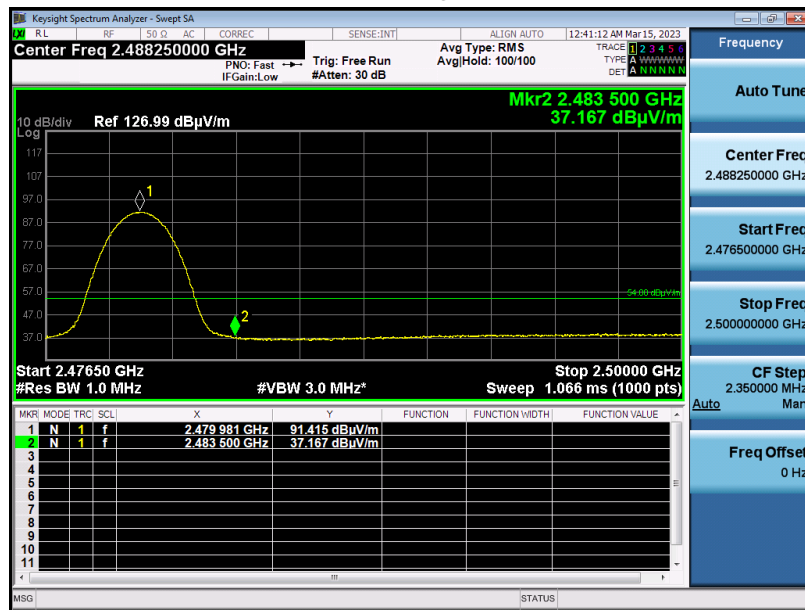 Keysight Spectrum Analyzer - Swept SA
LXI RL RF 50 Ω AC CORREC SENSE:INT ALIGN AUTO 12:41:12 AM Mar 15, 2023
Center Freq 2.488250000 GHz
PNO: Fast
IFGain:Low
Trig: Free Run
#Atten: 30 dB
Avg Type: RMS
Avg|Hold: 100/100
TRACE 1 2 3 4 5 6
TYPE A WWWWW
DET A N N N N N
Mkr2 2.483 500 GHz
37.167 dBµV/m
10 dB/div Ref 126.99 dBµV/m
Log
117
107
97.0
87.0
77.0
67.0
57.0
47.0
37.0
1
2
54.00 dBµV/m
Start 2.47650 GHz Stop 2.50000 GHz
#Res BW 1.0 MHz #VBW 3.0 MHz* Sweep 1.066 ms (1000 pts)
MKR MODE TRC SCL X Y FUNCTION FUNCTION WIDTH FUNCTION VALUE
1 N 1 f 2.479 981 GHz 91.415 dBµV/m
2 N 1 f 2.483 500 GHz 37.167 dBµV/m
3
4
5
6
7
8
9
10
11
MSG STATUS
Frequency
Auto Tune
Center Freq
2.488250000 GHz
Start Freq
2.476500000 GHz
Stop Freq
2.500000000 GHz
CF Step
2.350000 MHz
Auto Man
Freq Offset
0 Hz